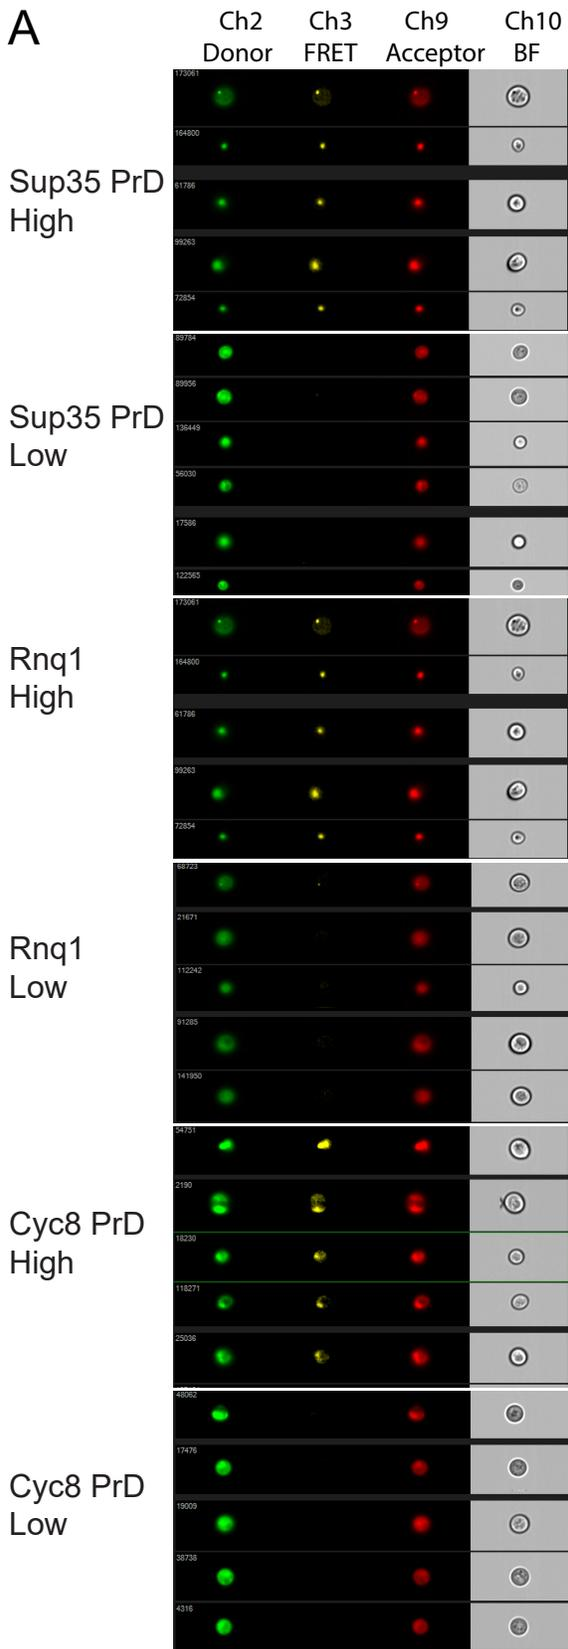 A
Ch2 Ch3 Ch9 Ch10
Donor FRET Acceptor BF
Sup35 PrD
High
173061
164800
61786
99263
72854
Sup35 PrD
Low
89784
89956
136449
56030
17586
122565
Rnq1
High
173061
164800
61786
99263
72854
Rnq1
Low
68723
21671
112242
91285
141950
Cyc8 PrD
High
54751
2190
18230
118271
25036
Cyc8 PrD
Low
48062
17476
19009
38738
4316